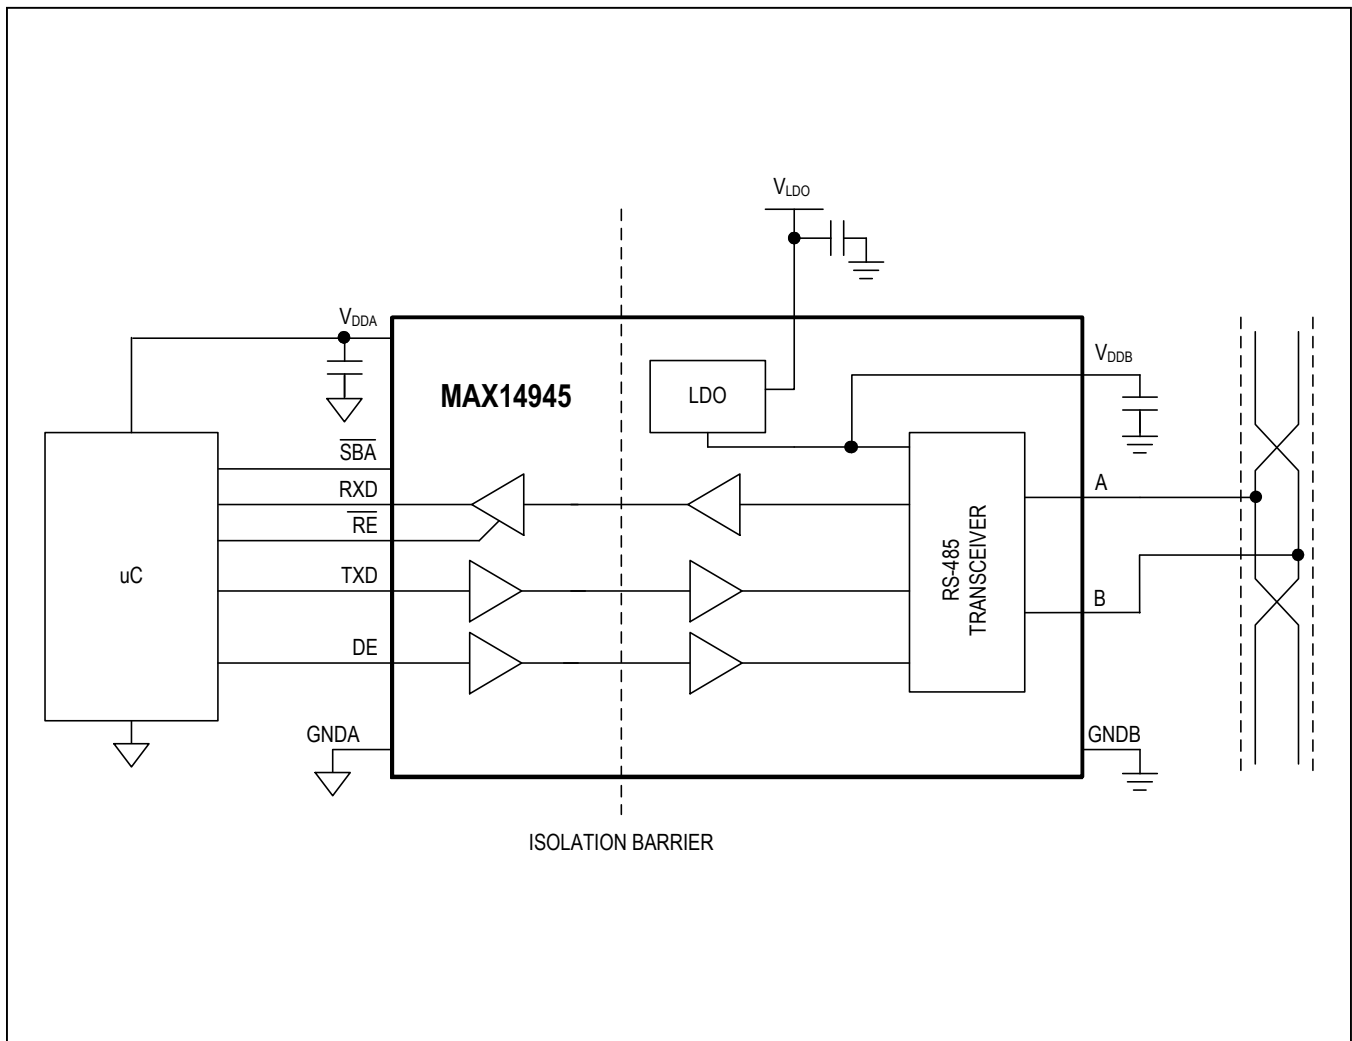 VLDO
VDDA
VDDB
MAX14945
LDO
SBA
RXD
RE
TXD
DE
uC
A
B
RS-485
TRANSCEIVER
GNDA
GNDB
ISOLATION BARRIER